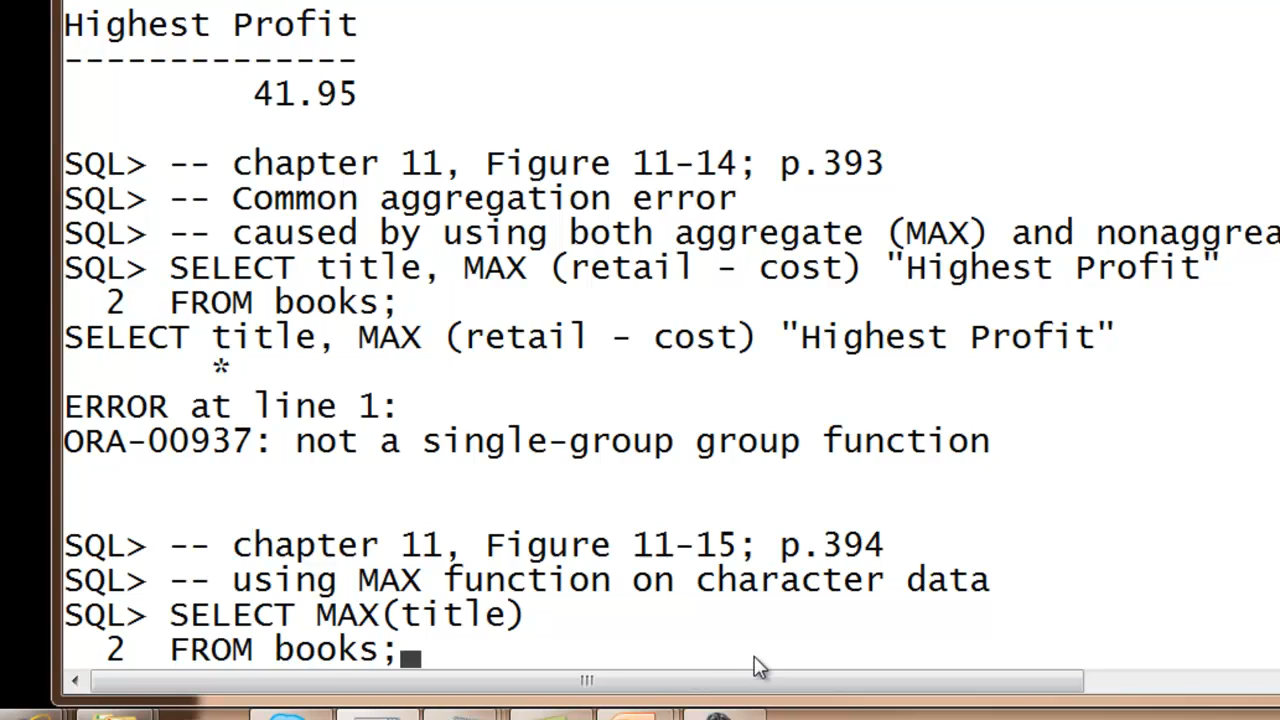 Highest Profit
--------------
41.95
SQL> -- chapter 11, Figure 11-14; p.393
SQL> -- Common aggregation error
SQL> -- caused by using both aggregate (MAX) and nonaggrea
SQL> SELECT title, MAX (retail - cost) "Highest Profit"
2 FROM books;
SELECT title, MAX (retail - cost) "Highest Profit"
*
ERROR at line 1:
ORA-00937: not a single-group group function
SQL> -- chapter 11, Figure 11-15; p.394
SQL> -- using MAX function on character data
SQL> SELECT MAX(title)
2 FROM books;